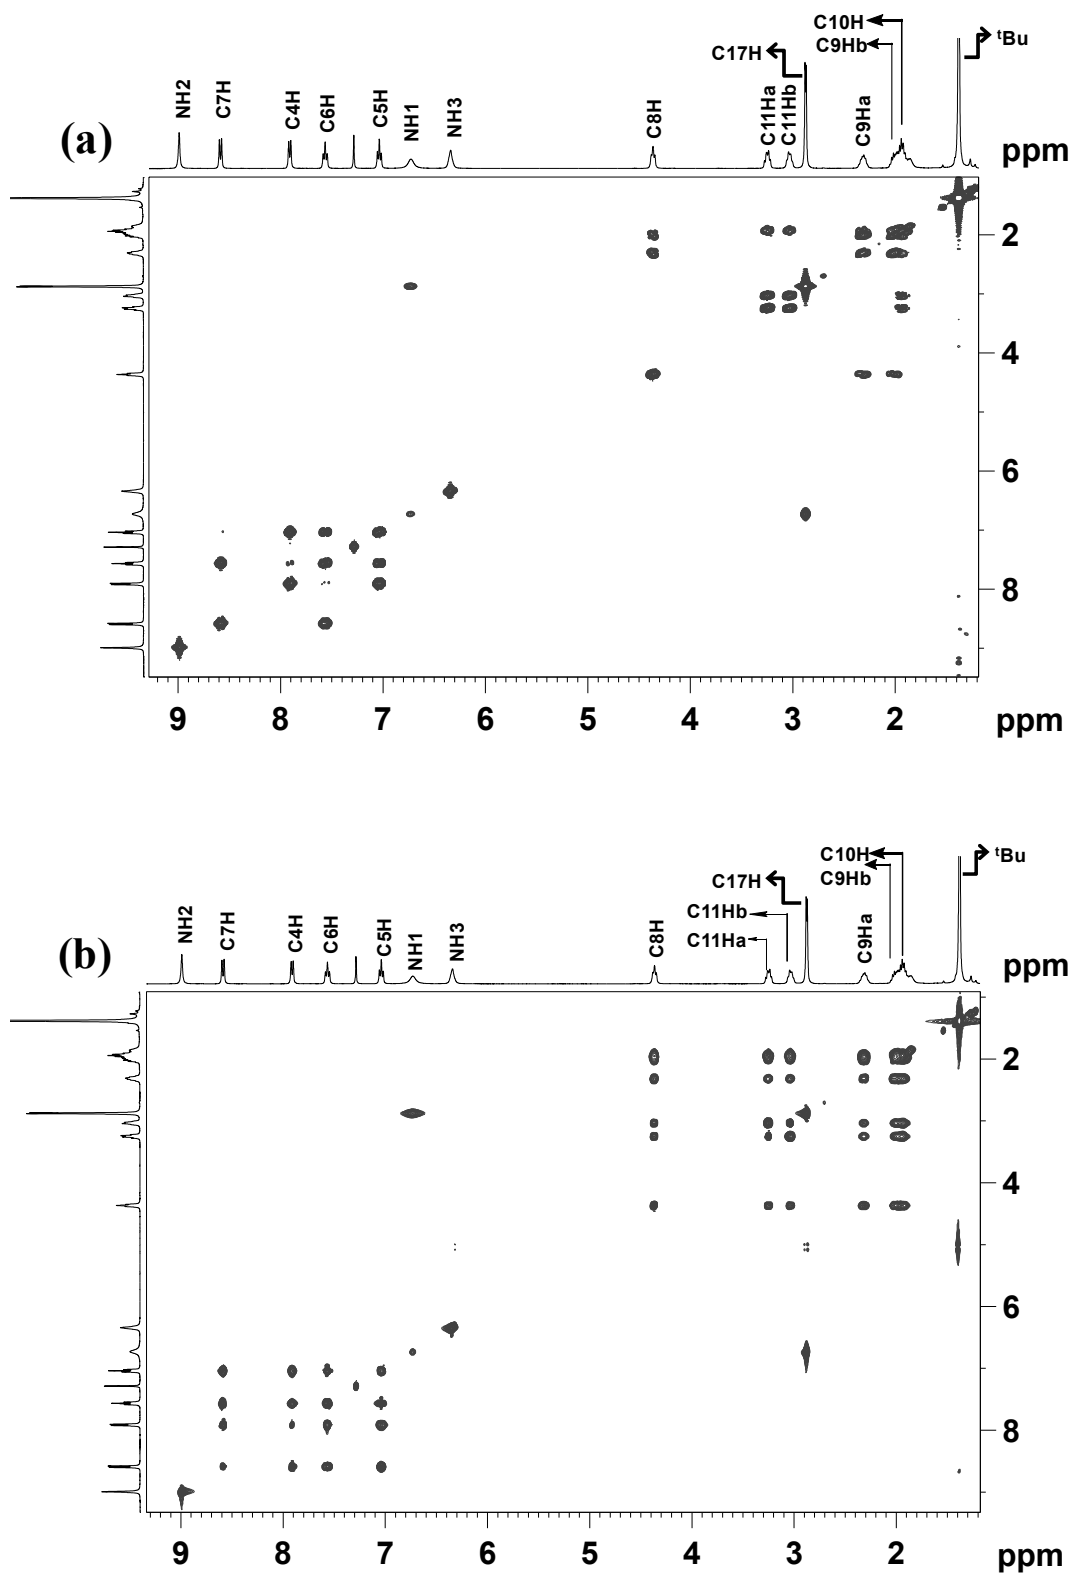 C10H
C9Hb
tBu
C17H
NH2
C7H
C4H
C6H
C5H
NH1
NH3
C8H
C11Ha
C11Hb
C9Ha
(a)
ppm
2
4
6
8
9 8 7 6 5 4 3 2 ppm
C10H
C9Hb
tBu
C17H
C11Hb
C11Ha
NH2
C7H
C4H
C6H
C5H
NH1
NH3
C8H
C9Ha
(b)
ppm
2
4
6
8
9 8 7 6 5 4 3 2 ppm